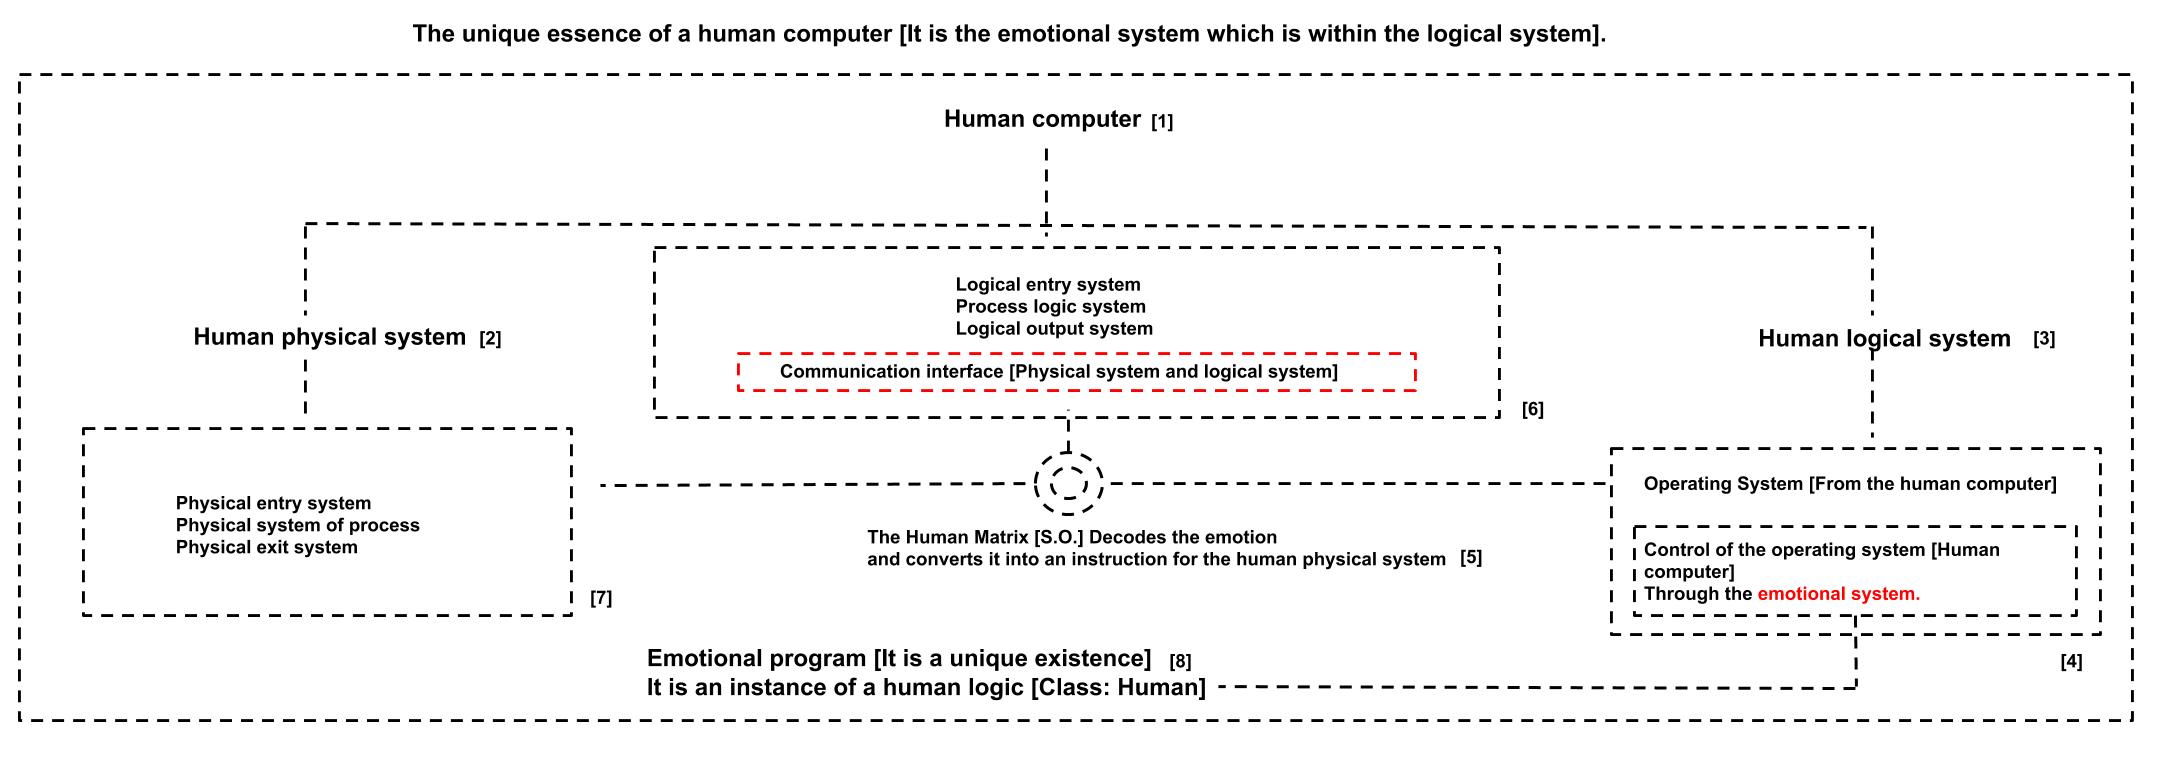 The unique essence of a human computer [It is the emotional system which is within the logical system].
Human computer [1]
Logical entry system
Process logic system
Logical output system
Communication interface [Physical system and logical system]
[6]
Human physical system [2]
Human logical system [3]
Physical entry system
Physical system of process
Physical exit system
[7]
The Human Matrix [S.O.] Decodes the emotion
and converts it into an instruction for the human physical system [5]
Operating System [From the human computer]
Control of the operating system [Human
computer]
Through the emotional system.
[4]
Emotional program [It is a unique existence] [8]
It is an instance of a human logic [Class: Human]